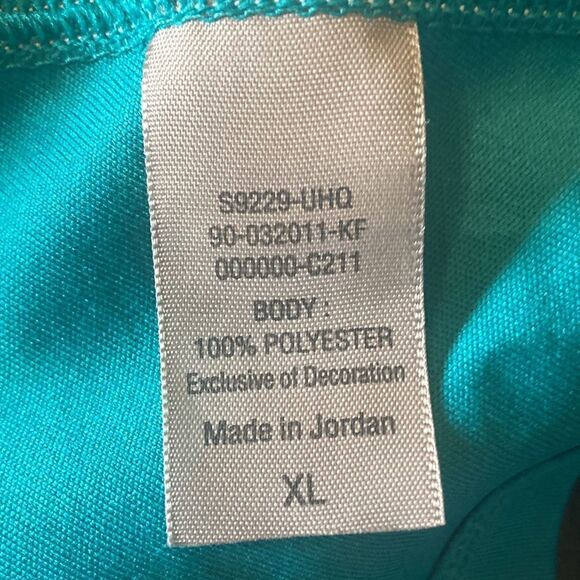 S9229-UHQ
90-032011-KF
000000-C211
BODY :
100% POLYESTER
Exclusive of Decoration
Made in Jordan
XL